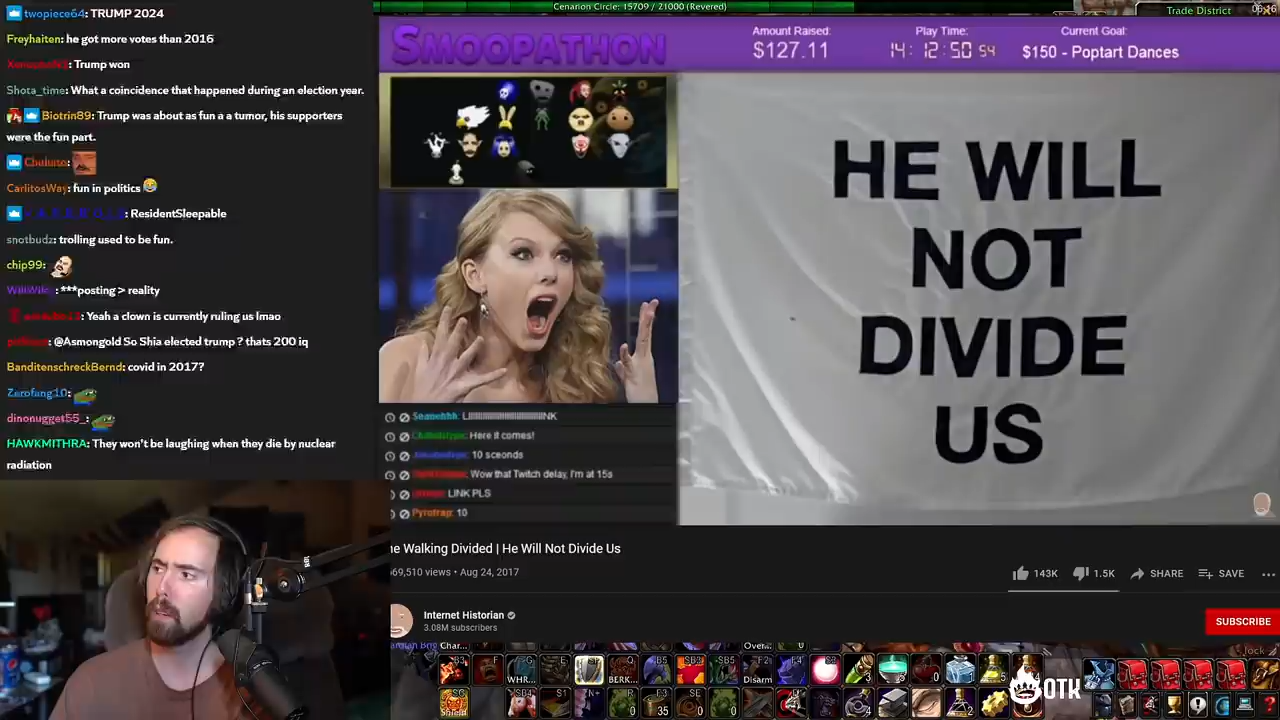 twopiece64: TRUMP 2024
Freyhaiten: he got more votes than 2016
Trump won
Shota_time: What a coincidence that happened during an election year.
Biotrin89: Trump was about as fun a a tumor, his supporters
were the fun part.
CarlitosWay: fun in politics
ResidentSleepable
snotbudz: trolling used to be fun.
chip99:
***posting > reality
Yeah a clown is currently ruling us lmao
@Asmongold So Shia elected trump ? thats 200 iq
BanditenschreckBernd: covid in 2017?
Zerofang10:
dinonugget55_:
HAWKMITHRA: They won't be laughing when they die by nuclear
radiation
Cenarion Circle: 15709 / 21000 (Revered)
Trade District
SMOOPATHON
Amount Raised:
$127.11
Play Time:
14: 12:50 54
Current Goal:
$150 - Poptart Dances
HE WILL
NOT
DIVIDE
US
Here it comes!
10 sceonds
Wow that Twitch delay, I'm at 15s
LINK PLS
Pyrotrap: 10
he Walking Divided | He Will Not Divide Us
69,510 views • Aug 24, 2017
143K
1.5K
SHARE
SAVE
Internet Historian
3.08M subscribers
SUBSCRIBE
OTK